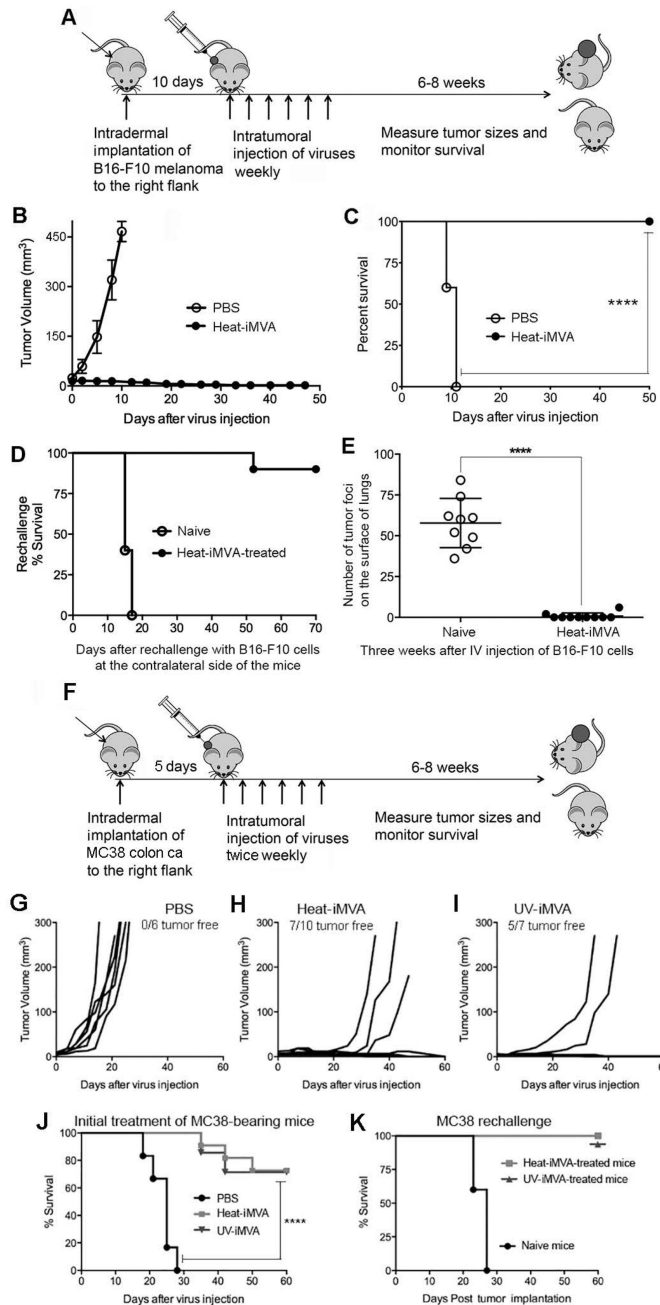 A
10 days
6-8 weeks
Intradermal
implantation of
B16-F10 melanoma
to the right flank
Intratumoral
injection of viruses
weekly
Measure tumor sizes and
monitor survival
B
Tumor Volume (mm³)
450
300
150
0
0 10 20 30 40 50
PBS
Heat-iMVA
Days after virus injection
C
Percent survival
100
75
50
25
0
0 10 20 30 40 50
PBS
Heat-iMVA
****
Days after virus injection
D
Rechallenge
% Survival
100
75
50
25
0
0 10 20 30 40 50 60 70
Naive
Heat-iMVA-treated
Days after rechallenge with B16-F10 cells
at the contralateral side of the mice
E
****
Number of tumor foci
on the surface of lungs
100
75
50
25
0
Naive Heat-iMVA
Three weeks after IV injection of B16-F10 cells
F
5 days
6-8 weeks
Intradermal
implantation of
MC38 colon ca
to the right flank
Intratumoral
injection of viruses
twice weekly
Measure tumor sizes and
monitor survival
G
PBS
0/6 tumor free
Tumor Volume (mm³)
300
200
100
0
0 20 40 60
Days after virus injection
H
Heat-iMVA
7/10 tumor free
Tumor Volume (mm³)
300
200
100
0
0 20 40 60
Days after virus injection
I
UV-iMVA
5/7 tumor free
Tumor Volume (mm³)
300
200
100
0
0 20 40 60
Days after virus injection
J
Initial treatment of MC38-bearing mice
% Survival
100
80
60
40
20
0
0 10 20 30 40 50 60
PBS
Heat-iMVA
UV-iMVA
****
Days after virus injection
K
MC38 rechallenge
% Survival
100
80
60
40
20
0
0 10 20 30 40 50 60
Heat-iMVA-treated mice
UV-iMVA-treated mice
Naive mice
Days Post tumor implantation